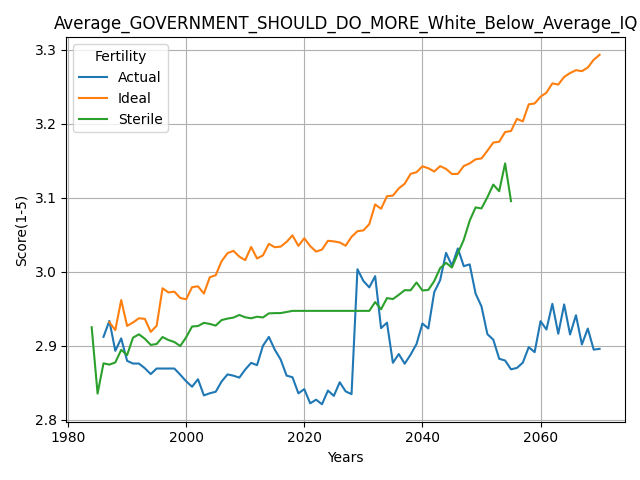 Average_GOVERNMENT_SHOULD_DO_MORE_White_Below_Average_IQ
Fertility
Actual
Ideal
Sterile
Score(1-5)
3.3
3.2
3.1
3.0
2.9
2.8
1980
2000
2020
2040
2060
Years